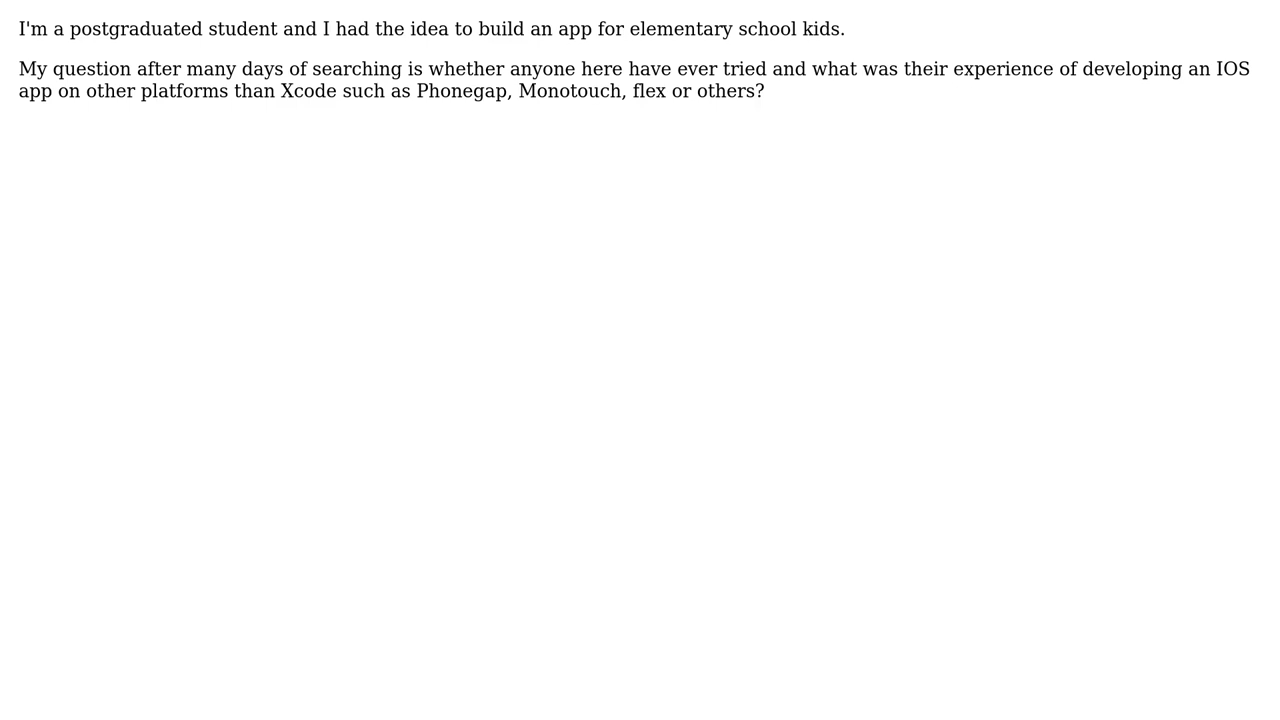 I'm a postgraduated student and I had the idea to build an app for elementary school kids.
My question after many days of searching is whether anyone here have ever tried and what was their experience of developing an IOS
app on other platforms than Xcode such as Phonegap, Monotouch, flex or others?